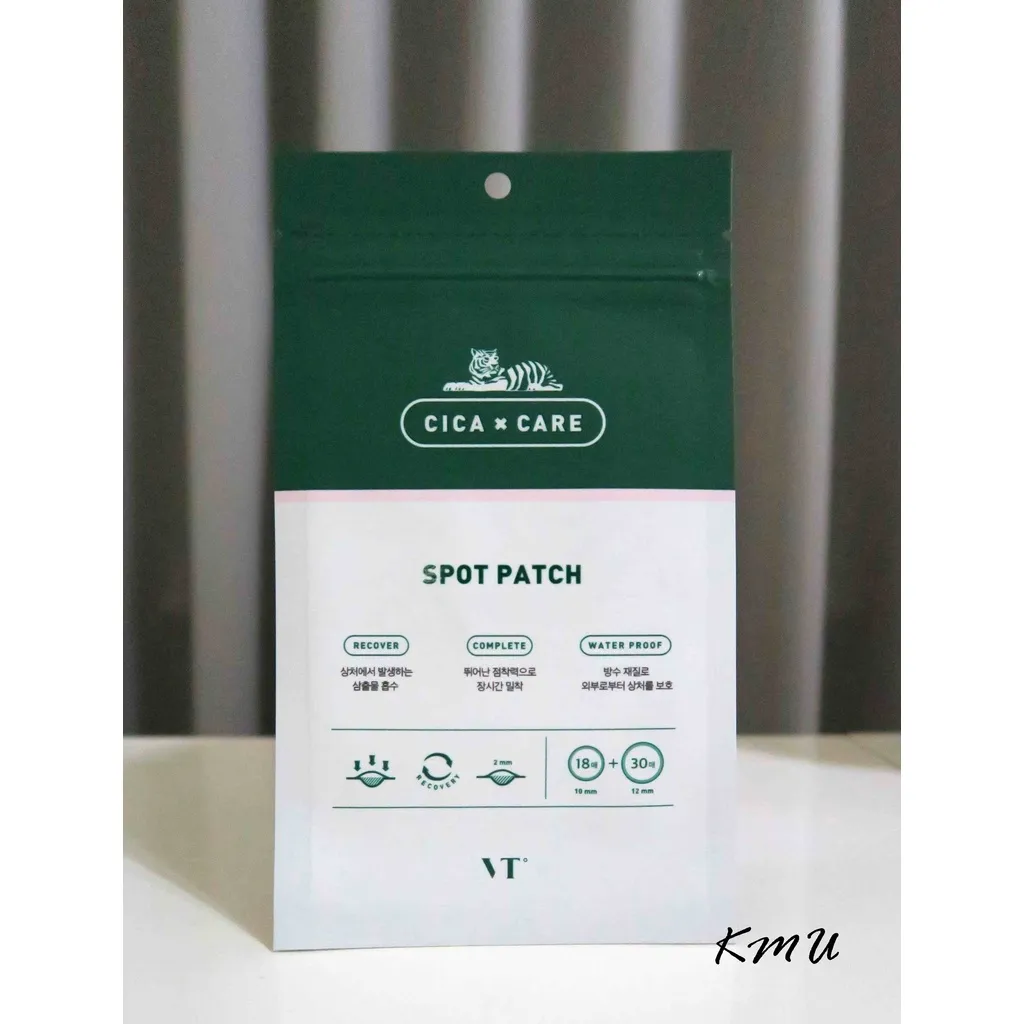 CICA × CARE
SPOT PATCH
RECOVER
상처에서 발생하는
삼출물 흡수
COMPLETE
뛰어난 점착력으로
장시간 밀착
WATER PROOF
방수 재질로
외부로부터 상처를 보호
RECOVERY
2 mm
18매 + 30매
10 mm
12 mm
VT
KMU